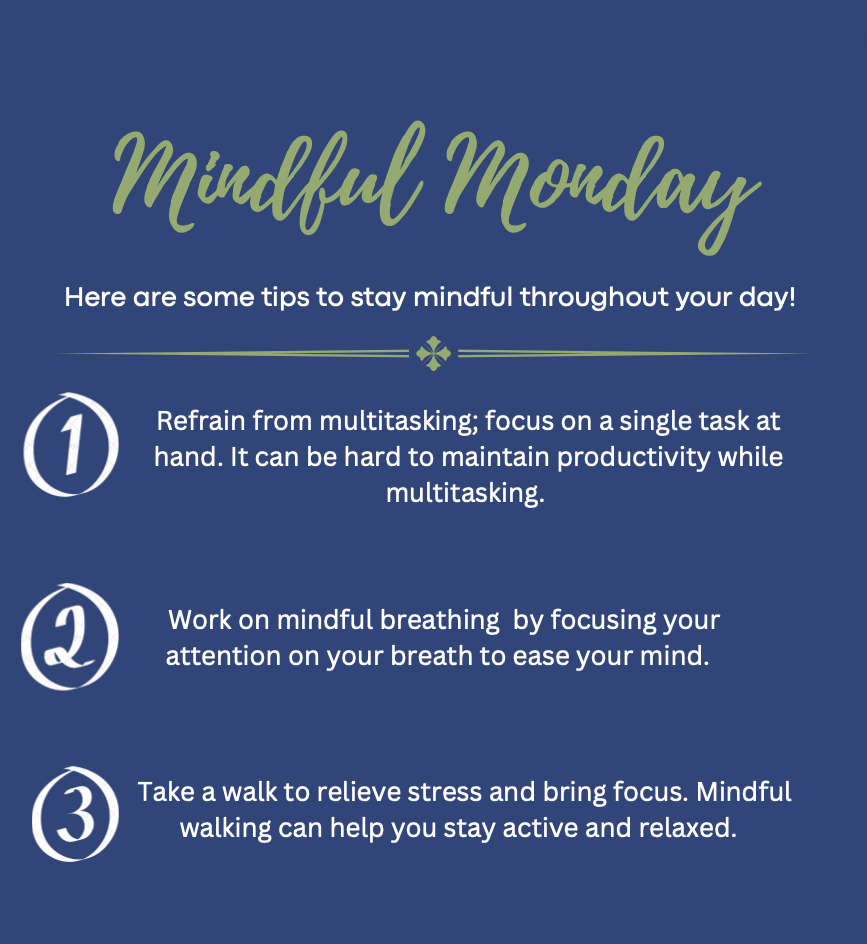 Mindful Monday
Here are some tips to stay mindful throughout your day!
1
Refrain from multitasking; focus on a single task at
hand. It can be hard to maintain productivity while
multitasking.
2
Work on mindful breathing  by focusing your
attention on your breath to ease your mind.
3
Take a walk to relieve stress and bring focus. Mindful
walking can help you stay active and relaxed.